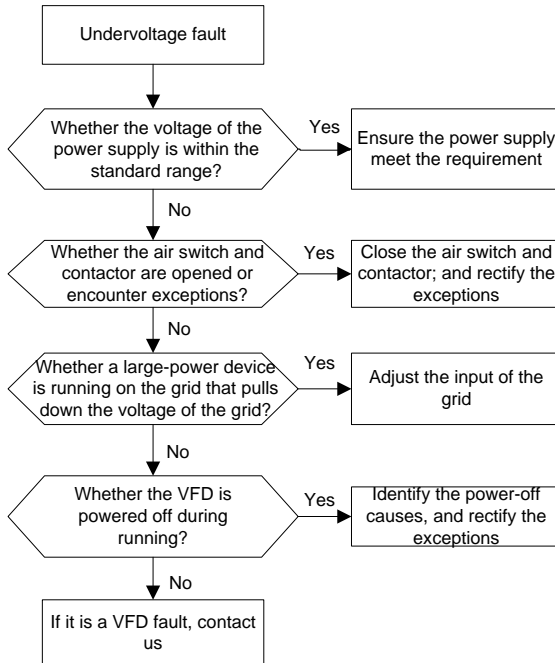 Undervoltage fault
Whether the voltage of the
power supply is within the
standard range?
Yes
Ensure the power supply
meet the requirement
No
Whether the air switch and
contactor are opened or
encounter exceptions?
Yes
Close the air switch and
contactor; and rectify the
exceptions
No
Whether a large-power device
is running on the grid that pulls
down the voltage of the grid?
Yes
Adjust the input of the
grid
No
Whether the VFD is
powered off during
running?
Yes
Identify the power-off
causes, and rectify the
exceptions
No
If it is a VFD fault, contact
us